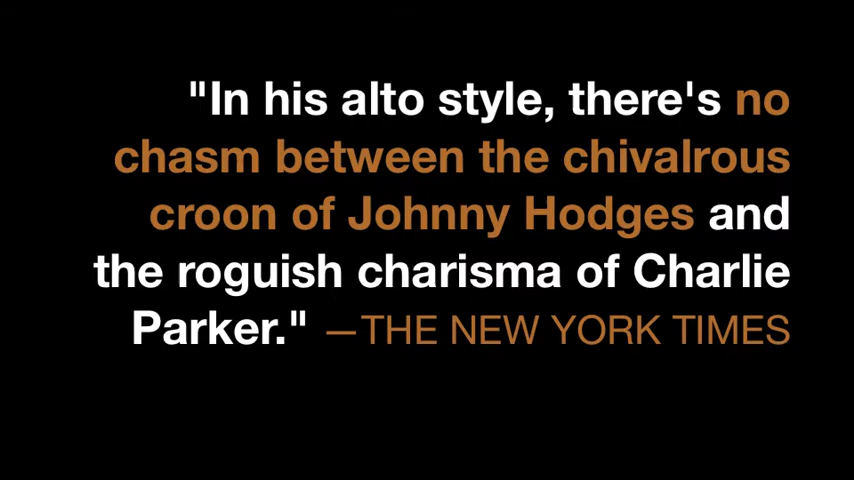 "In his alto style, there's no
chasm between the chivalrous
croon of Johnny Hodges and
the roguish charisma of Charlie
Parker." —THE NEW YORK TIMES